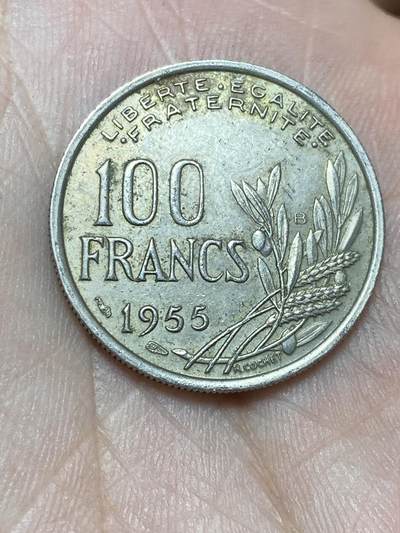 LIBERTE · EGALITE
· FRATERNITE ·
100
FRANCS
B
1955
R. COCHET